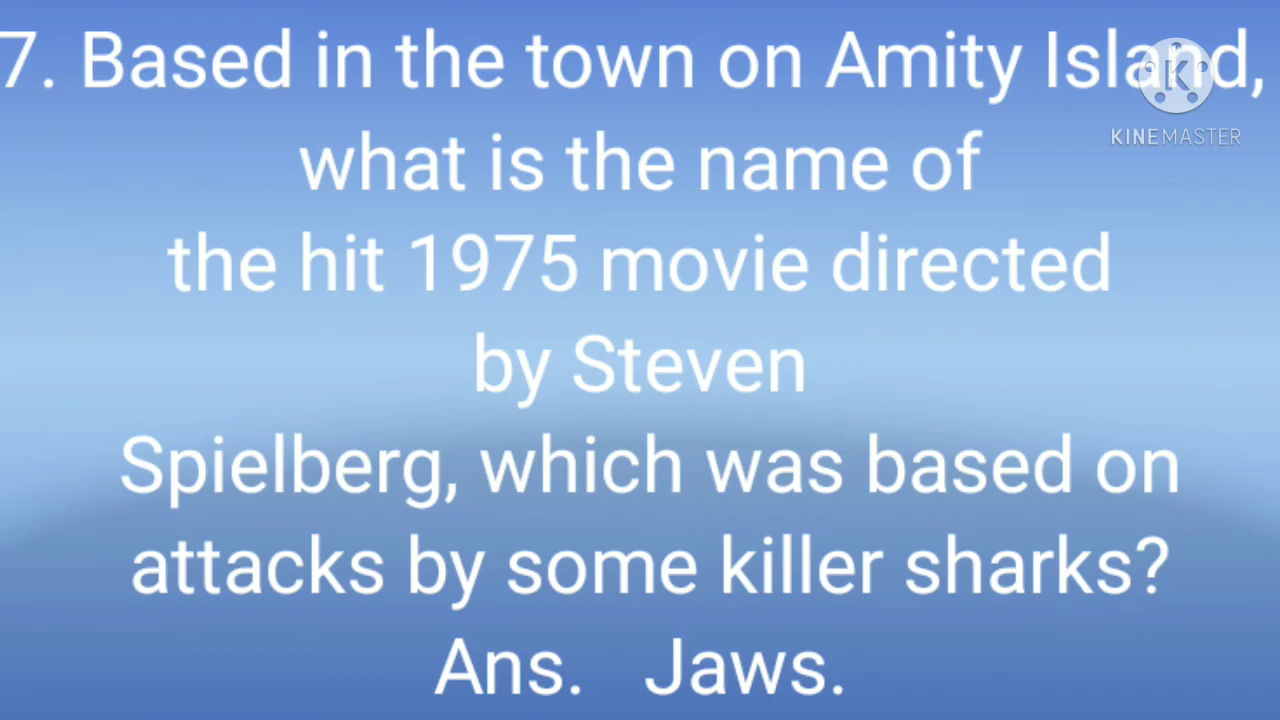 7. Based in the town on Amity Island,
KINEMASTER
what is the name of
the hit 1975 movie directed
by Steven
Spielberg, which was based on
attacks by some killer sharks?
Ans. Jaws.